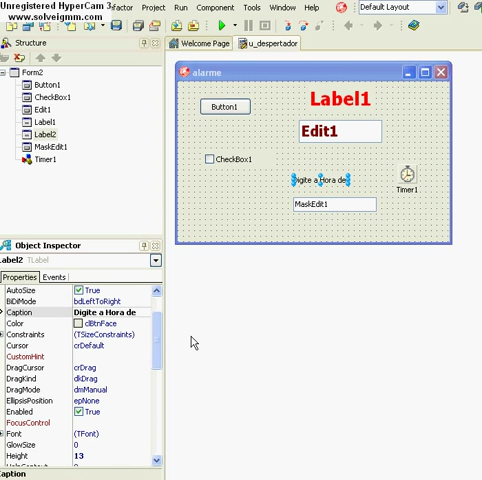 Unregistered HyperCam 3
www.solveigmm.com
Refactor Project Run Component Tools Window Help
Default Layout
Structure
Welcome Page
u_despertador
Form2
Button1
CheckBox1
Edit1
Label1
Label2
MaskEdit1
Timer1
alarme
Button1
Label1
Edit1
CheckBox1
Digite a Hora de
Timer1
MaskEdit1
Object Inspector
Label2 TLabel
Properties Events
AutoSize True
BiDiMode bdLeftToRight
Caption Digite a Hora de
Color clBtnFace
Constraints (TSizeConstraints)
Cursor crDefault
CustomHint
DragCursor crDrag
DragKind dkDrag
DragMode dmManual
EllipsisPosition epNone
Enabled True
FocusControl
Font (TFont)
GlowSize 0
Height 13
HelpContext 0
Caption